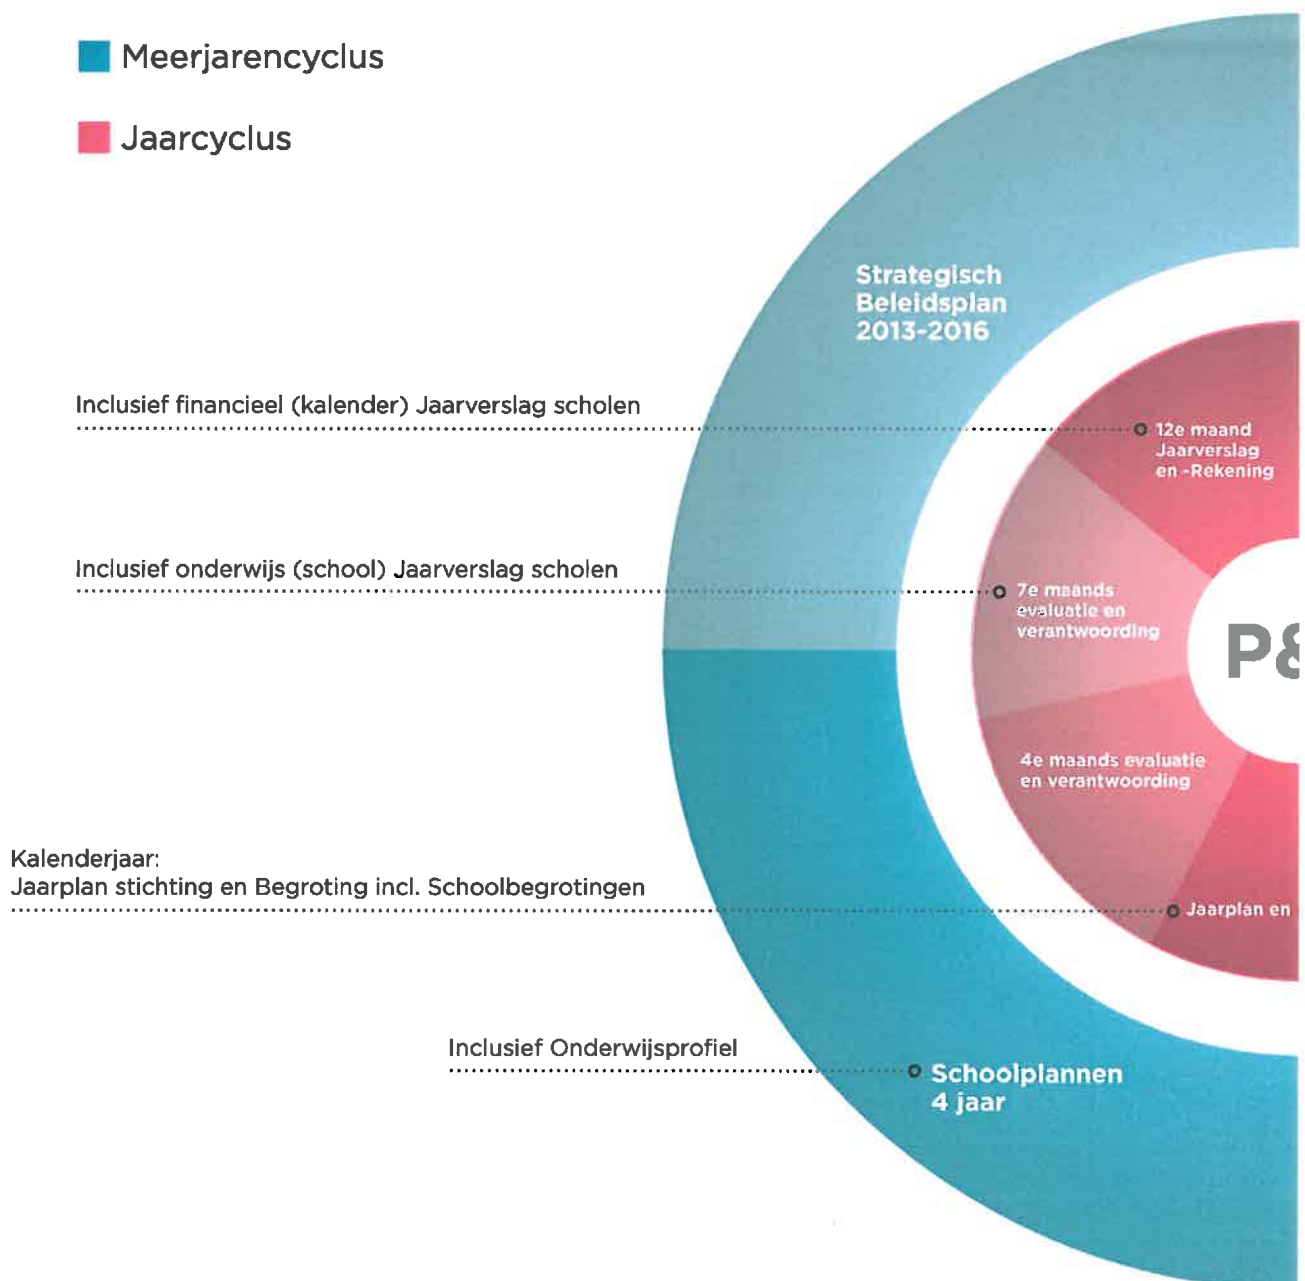 Meerjarencyclus
Jaarcyclus
Strategisch
Beleidsplan
2013-2016
Inclusief financieel (kalender) Jaarverslag scholen
12e maand
Jaarverslag
en -Rekening
Inclusief onderwijs (school) Jaarverslag scholen
7e maands
evaluatie en
verantwoording
P&
4e maands evaluatie
en verantwoording
Kalenderjaar:
Jaarplan stichting en Begroting incl. Schoolbegrotingen
Jaarplan en
Inclusief Onderwijsprofiel
Schoolplannen
4 jaar